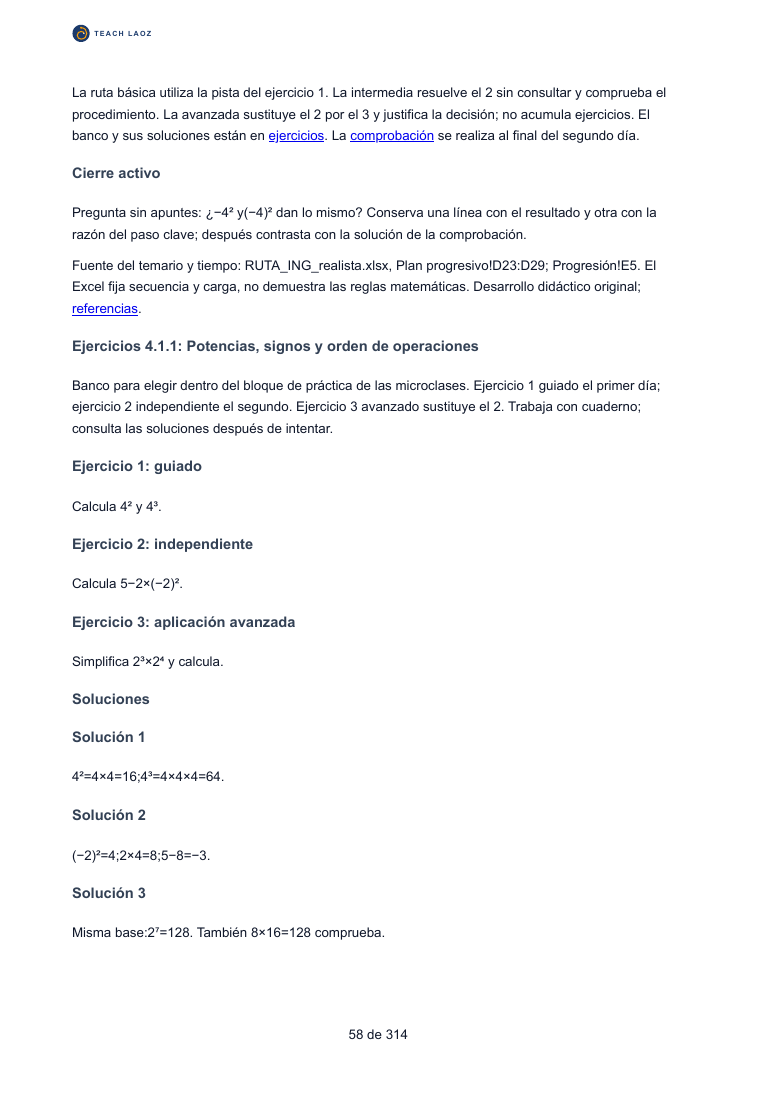 TEACH LAOZ
La ruta básica utiliza la pista del ejercicio 1. La intermedia resuelve el 2 sin consultar y comprueba el
procedimiento. La avanzada sustituye el 2 por el 3 y justifica la decisión; no acumula ejercicios. El
banco y sus soluciones están en ejercicios. La comprobación se realiza al final del segundo día.
Cierre activo
Pregunta sin apuntes: ¿−4² y(−4)² dan lo mismo? Conserva una línea con el resultado y otra con la
razón del paso clave; después contrasta con la solución de la comprobación.
Fuente del temario y tiempo: RUTA_ING_realista.xlsx, Plan progresivo!D23:D29; Progresión!E5. El
Excel fija secuencia y carga, no demuestra las reglas matemáticas. Desarrollo didáctico original;
referencias.
Ejercicios 4.1.1: Potencias, signos y orden de operaciones
Banco para elegir dentro del bloque de práctica de las microclases. Ejercicio 1 guiado el primer día;
ejercicio 2 independiente el segundo. Ejercicio 3 avanzado sustituye el 2. Trabaja con cuaderno;
consulta las soluciones después de intentar.
Ejercicio 1: guiado
Calcula 4² y 4³.
Ejercicio 2: independiente
Calcula 5−2×(−2)².
Ejercicio 3: aplicación avanzada
Simplifica 2³×2⁴ y calcula.
Soluciones
Solución 1
4²=4×4=16;4³=4×4×4=64.
Solución 2
(−2)²=4;2×4=8;5−8=−3.
Solución 3
Misma base:2⁷=128. También 8×16=128 comprueba.
58 de 314